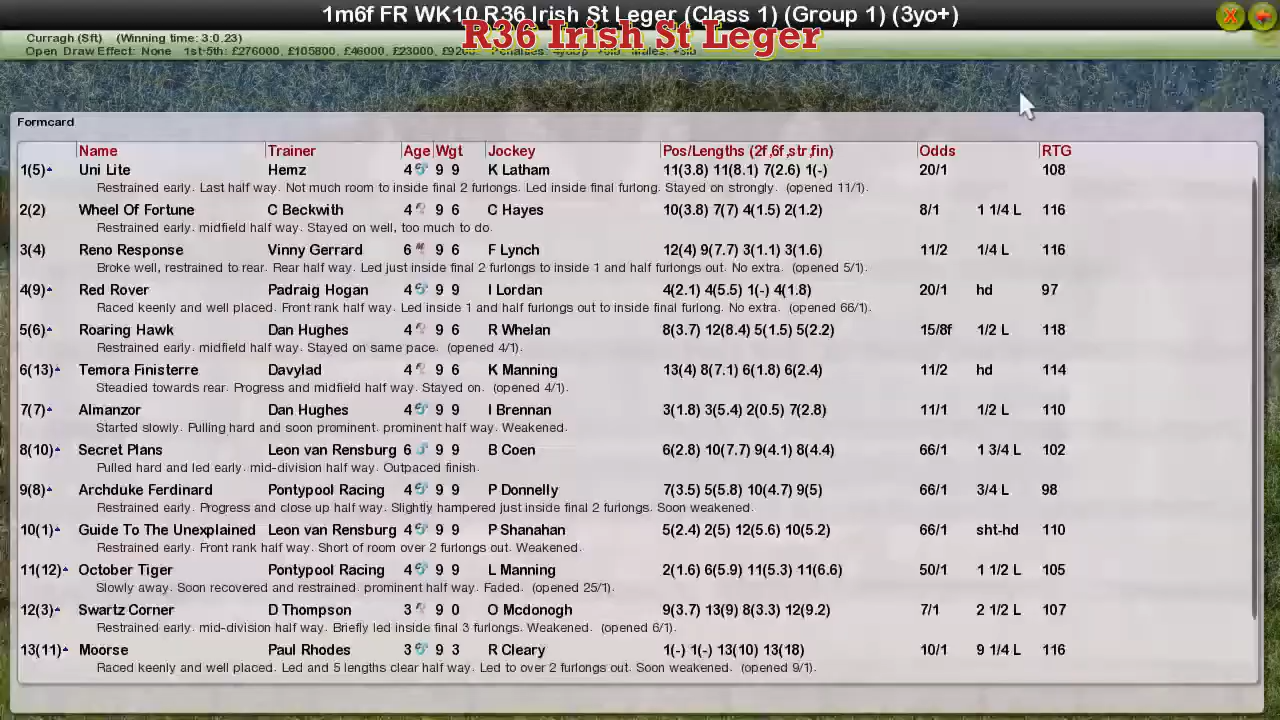 1m6f FR WK10 R36 Irish St Leger (Class 1) (Group 1) (3yo+)
R36 Irish St Leger
Curragh (Sft) (Winning time: 3:0.23)
Open Draw Effect: None 1st-5th: £276000, £105800, £46000, £23000,
Formcard
Name Trainer Age Wgt Jockey Pos/Lengths (2f,6f,str,fin) Odds RTG
1(5) Uni Lite Hemz 4 9 9 K Latham 11(3.8) 11(8.1) 7(2.6) 1(-) 20/1 108
Restrained early. Last half way. Not much room to inside final 2 furlongs. Led inside final furlong. Stayed on strongly. (opened 11/1).
2(2) Wheel Of Fortune C Beckwith 4 9 6 C Hayes 10(3.8) 7(7) 4(1.5) 2(1.2) 8/1 1 1/4 L 116
Restrained early. midfield half way. Stayed on well, too much to do.
3(4) Reno Response Vinny Gerrard 6 9 6 F Lynch 12(4) 9(7.7) 3(1.1) 3(1.6) 11/2 1/4 L 116
Broke well, restrained to rear. Rear half way. Led just inside final 2 furlongs to inside 1 and half furlongs out. No extra. (opened 5/1).
4(9) Red Rover Padraig Hogan 4 9 9 I Lordan 4(2.1) 4(5.5) 1(-) 4(1.8) 20/1 hd 97
Raced keenly and well placed. Front rank half way. Led inside 1 and half furlongs out to inside final furlong. No extra. (opened 66/1).
5(6) Roaring Hawk Dan Hughes 4 9 6 R Whelan 8(3.7) 12(8.4) 5(1.5) 5(2.2) 15/8f 1/2 L 118
Restrained early. midfield half way. Stayed on same pace. (opened 4/1).
6(13) Temora Finisterre Davylad 4 9 6 K Manning 13(4) 8(7.1) 6(1.8) 6(2.4) 11/2 hd 114
Steadied towards rear. Progress and midfield half way. Stayed on. (opened 4/1).
7(7) Almanzor Dan Hughes 4 9 9 I Brennan 3(1.8) 3(5.4) 2(0.5) 7(2.8) 11/1 1/2 L 110
Started slowly. Pulling hard and soon prominent. prominent half way. Weakened.
8(10) Secret Plans Leon van Rensburg 6 9 9 B Coen 6(2.8) 10(7.7) 9(4.1) 8(4.4) 66/1 1 3/4 L 102
Pulled hard and led early. mid-division half way. Outpaced finish.
9(8) Archduke Ferdinard Pontypool Racing 4 9 9 P Donnelly 7(3.5) 5(5.8) 10(4.7) 9(5) 66/1 3/4 L 98
Restrained early. Progress and close up half way. Slightly hampered just inside final 2 furlongs. Soon weakened.
10(1) Guide To The Unexplained Leon van Rensburg 4 9 9 P Shanahan 5(2.4) 2(5) 12(5.6) 10(5.2) 66/1 sht-hd 110
Restrained early. Front rank half way. Short of room over 2 furlongs out. Weakened.
11(12) October Tiger Pontypool Racing 4 9 9 L Manning 2(1.6) 6(5.9) 11(5.3) 11(6.6) 50/1 1 1/2 L 105
Slowly away. Soon recovered and restrained. prominent half way. Faded. (opened 25/1).
12(3) Swartz Corner D Thompson 3 9 0 O Mcdonogh 9(3.7) 13(9) 8(3.3) 12(9.2) 7/1 2 1/2 L 107
Restrained early. mid-division half way. Briefly led inside final 3 furlongs. Weakened. (opened 6/1).
13(11) Moorse Paul Rhodes 3 9 3 R Cleary 1(-) 1(-) 13(10) 13(18) 10/1 9 1/4 L 116
Raced keenly and well placed. Led and 5 lengths clear half way. Led to over 2 furlongs out. Soon weakened. (opened 9/1).